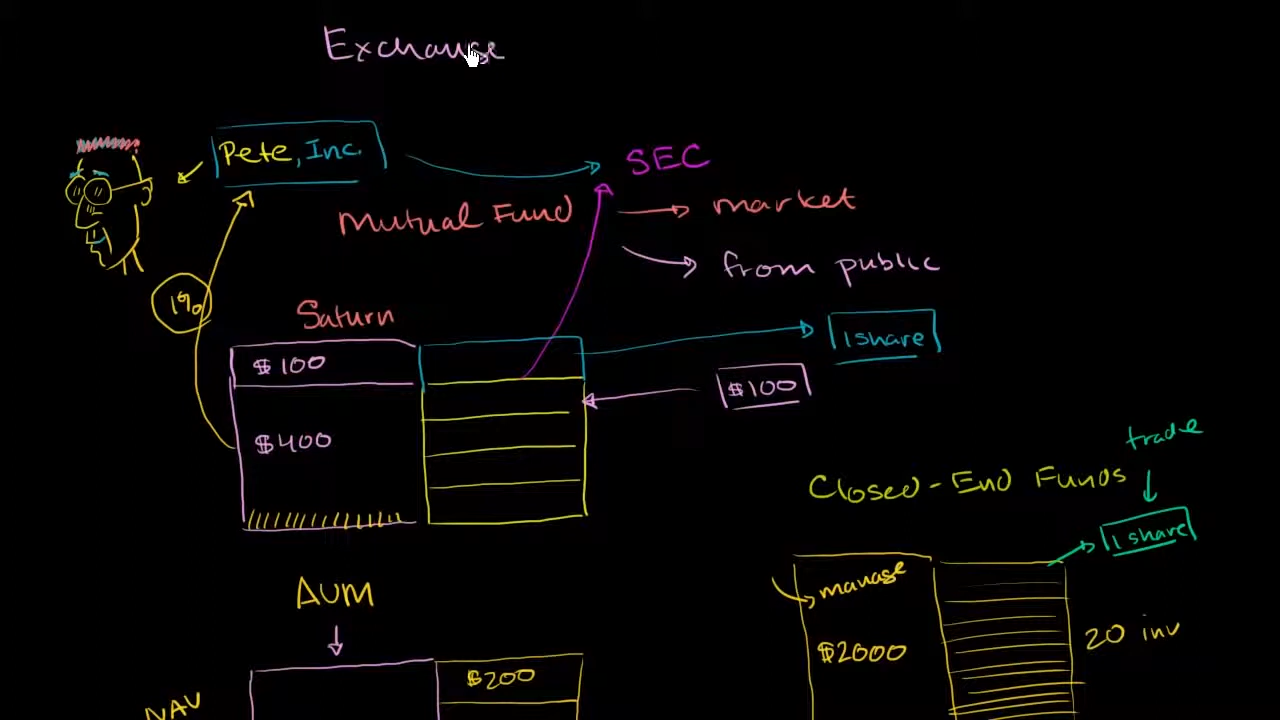 Exchange
Pete, Inc.
SEC
Mutual Fund
market
from public
1%
Saturn
$100
1 share
$100
$400
trade
Closed-End Funds
1 share
AUM
manage
$2000
20 inv
$200
NAV